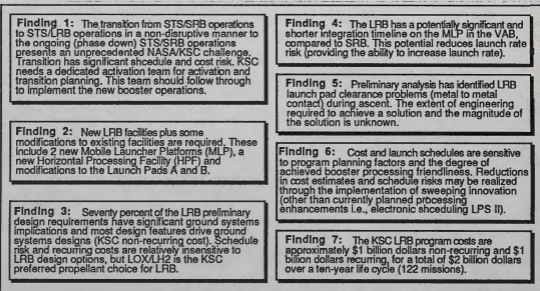 Finding 1: The transition from STS/SRB operations
to STS/LRB operations in a non-disruptive manner to
the ongoing (phase down) STS/SRB operations
presents an unprecedented NASA/KSC challenge.
Transition has significant shcedule and cost risk. KSC
needs a dedicated activation team for activation and
transition planning. This team should follow through
to implement the new booster operations.
Finding 2: New LRB facilities plus some
modifications to existing facilities are required. These
include 2 new Mobile Launcher Platforms (MLP), a
new Horizontal Processing Facility (HPF) and
modifications to the Launch Pads A and B.
Finding 3: Seventy percent of the LRB preliminary
design requirements have significant ground systems
implications and most design features drive ground
systems designs (KSC non-recurring cost). Schedule
risk and recurring costs are relatively insensitive to
LRB design options, but LOX/LH2 is the KSC
preferred propellant choice for LRB.
Finding 4: The LRB has a potentially significant and
shorter integration timeline on the MLP in the VAB,
compared to SRB. This potential reduces launch rate
risk (providing the ability to increase launch rate).
Finding 5: Preliminary analysis has identified LRB
launch pad clearance problems (metal to metal
contact) during ascent. The extent of engineering
required to achieve a solution and the magnitude of
the solution is unknown.
Finding 6: Cost and launch schedules are sensitive
to program planning factors and the degree of
achieved booster processing friendliness. Reductions
in cost estimates and schedule risks may be realized
through the implementation of sweeping innovation
(other than currently planned processing
enhancements i.e., electronic shceduling LPS II).
Finding 7: The KSC LRB program costs are
approximately $1 billion dollars non-recurring and $1
billion dollars recurring, for a total of $2 billion dollars
over a ten-year life cycle (122 missions).